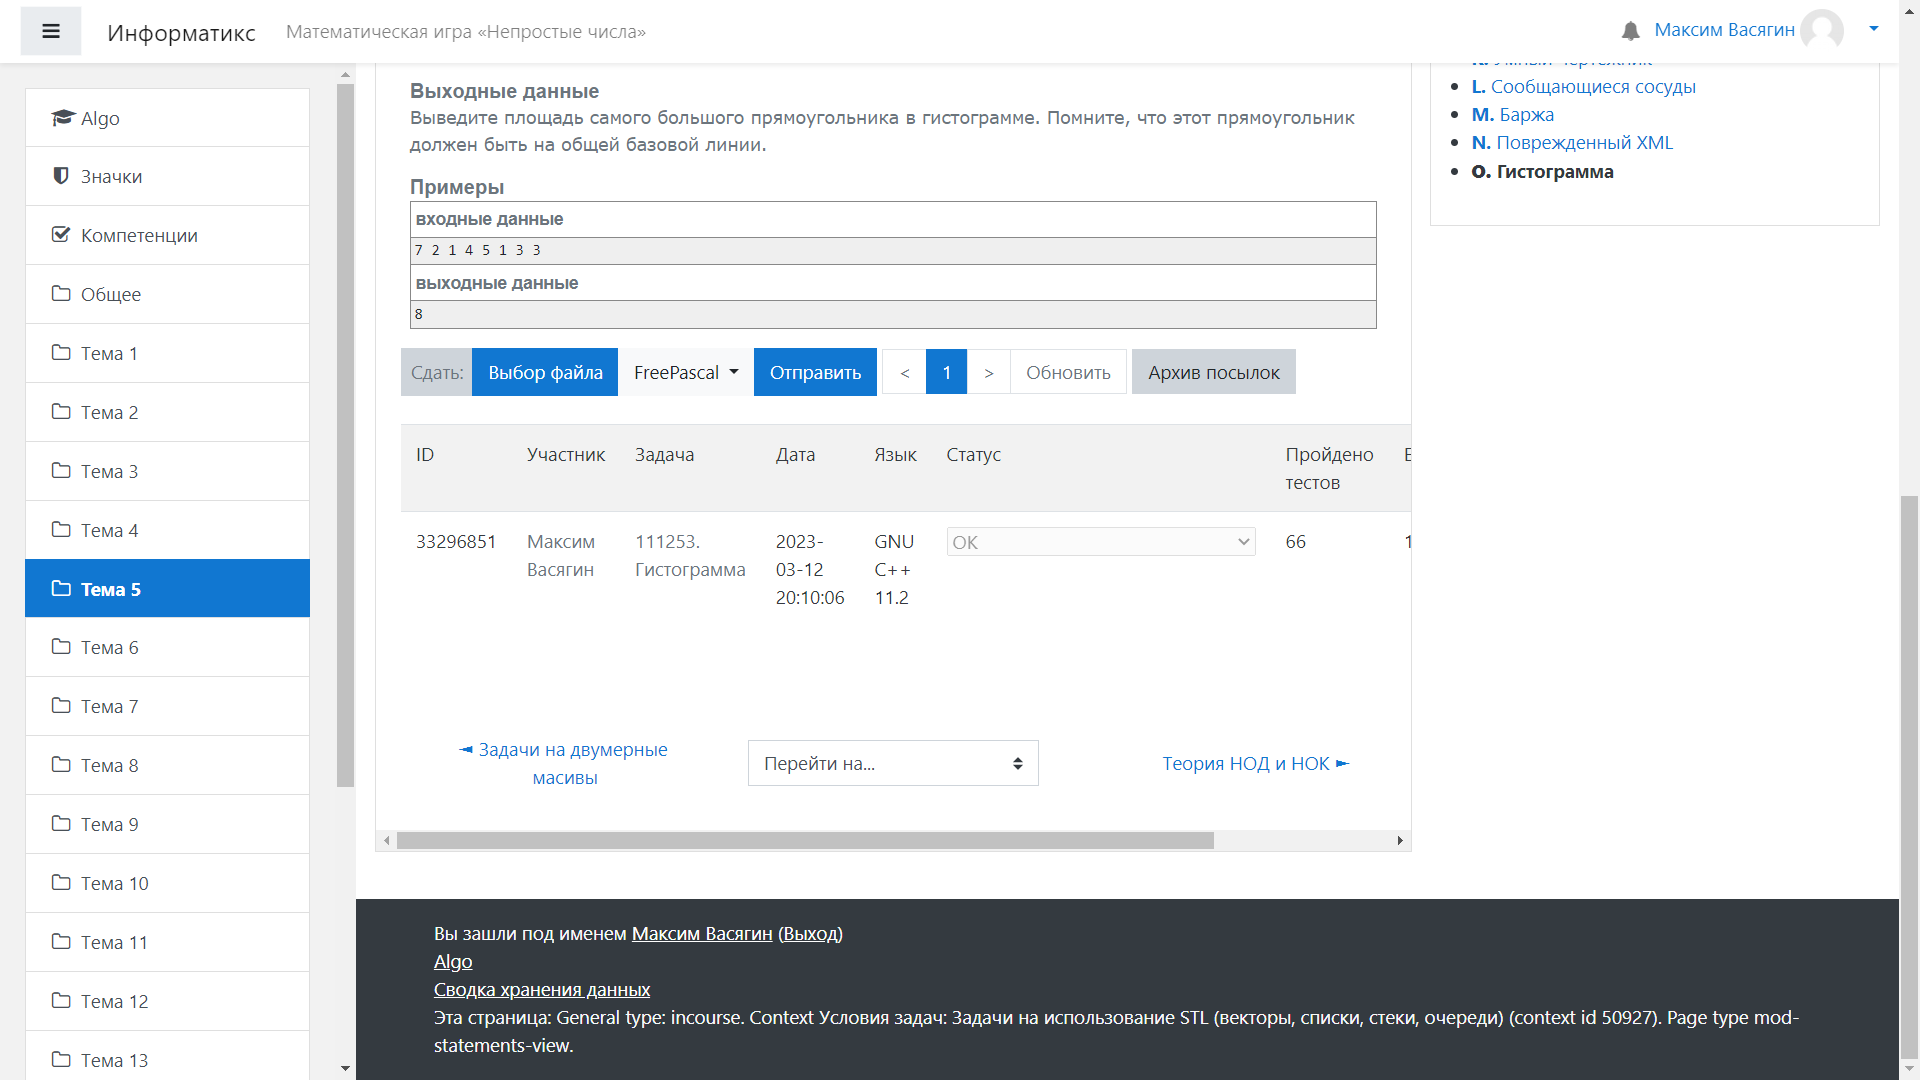 Информатикс
Математическая игра «Непростые числа»
Максим Васягин
Algo
Значки
Компетенции
Общее
Тема 1
Тема 2
Тема 3
Тема 4
Тема 5
Тема 6
Тема 7
Тема 8
Тема 9
Тема 10
Тема 11
Тема 12
Тема 13
Выходные данные
Выведите площадь самого большого прямоугольника в гистограмме. Помните, что этот прямоугольник
должен быть на общей базовой линии.
Примеры
входные данные
7 2 1 4 5 1 3 3
выходные данные
8
Сдать: Выбор файла FreePascal Отправить < 1 > Обновить Архив посылок
ID Участник Задача Дата Язык Статус Пройдено
тестов
33296851 Максим 111253. 2023- GNU OK 66 1
Васягин Гистограмма 03-12 C++
20:10:06 11.2
◄ Задачи на двумерные
масивы
Перейти на...
Теория НОД и НОК ►
K. Умный чертежник
L. Сообщающиеся сосуды
M. Баржа
N. Поврежденный XML
O. Гистограмма
Вы зашли под именем Максим Васягин (Выход)
Algo
Сводка хранения данных
Эта страница: General type: incourse. Context Условия задач: Задачи на использование STL (векторы, списки, стеки, очереди) (context id 50927). Page type mod-
statements-view.